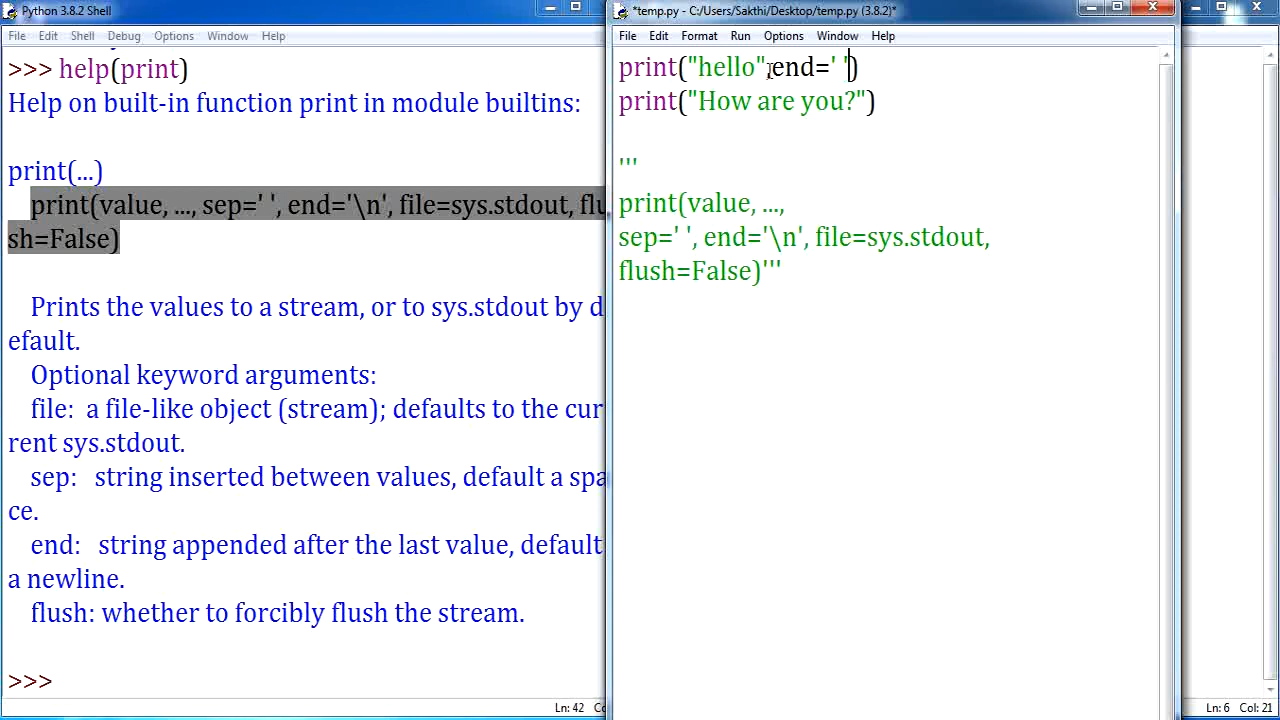 Python 3.8.2 Shell
File Edit Shell Debug Options Window Help
>>> help(print)
Help on built-in function print in module builtins:
print(...)
print(value, ..., sep=' ', end='\n', file=sys.stdout, flu
sh=False)
Prints the values to a stream, or to sys.stdout by d
efault.
Optional keyword arguments:
file:  a file-like object (stream); defaults to the cur
rent sys.stdout.
sep:   string inserted between values, default a spa
ce.
end:   string appended after the last value, default
a newline.
flush: whether to forcibly flush the stream.
>>>
Ln: 42
*temp.py - C:/Users/Sakthi/Desktop/temp.py (3.8.2)*
File Edit Format Run Options Window Help
print("hello",end=' ')
print("How are you?")
'''
print(value, ...,
sep=' ', end='\n', file=sys.stdout,
flush=False)'''
Ln: 6 Col: 21